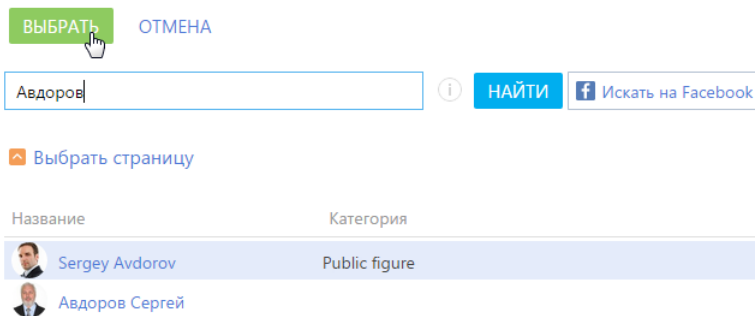 ВЫБРАТЬ ОТМЕНА
Авдоров НАЙТИ Искать на Facebook
Выбрать страницу
Название Категория
Sergey Avdorov Public figure
Авдоров Сергей